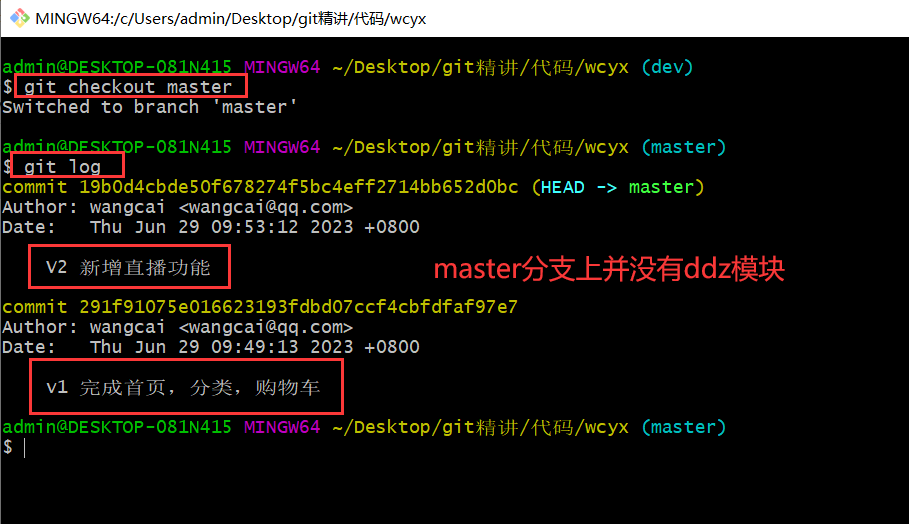 MINGW64:/c/Users/admin/Desktop/git精讲/代码/wcyx
admin@DESKTOP-081N415 MINGW64 ~/Desktop/git精讲/代码/wcyx (dev)
$ git checkout master
Switched to branch 'master'
admin@DESKTOP-081N415 MINGW64 ~/Desktop/git精讲/代码/wcyx (master)
$ git log
commit 19b0d4cbde50f678274f5bc4eff2714bb652d0bc (HEAD -> master)
Author: wangcai <wangcai@qq.com>
Date:   Thu Jun 29 09:53:12 2023 +0800
V2 新增直播功能
master分支上并没有ddz模块
commit 291f91075e016623193fdbd07ccf4cbfdfaf97e7
Author: wangcai <wangcai@qq.com>
Date:   Thu Jun 29 09:49:13 2023 +0800
v1 完成首页，分类，购物车
admin@DESKTOP-081N415 MINGW64 ~/Desktop/git精讲/代码/wcyx (master)
$